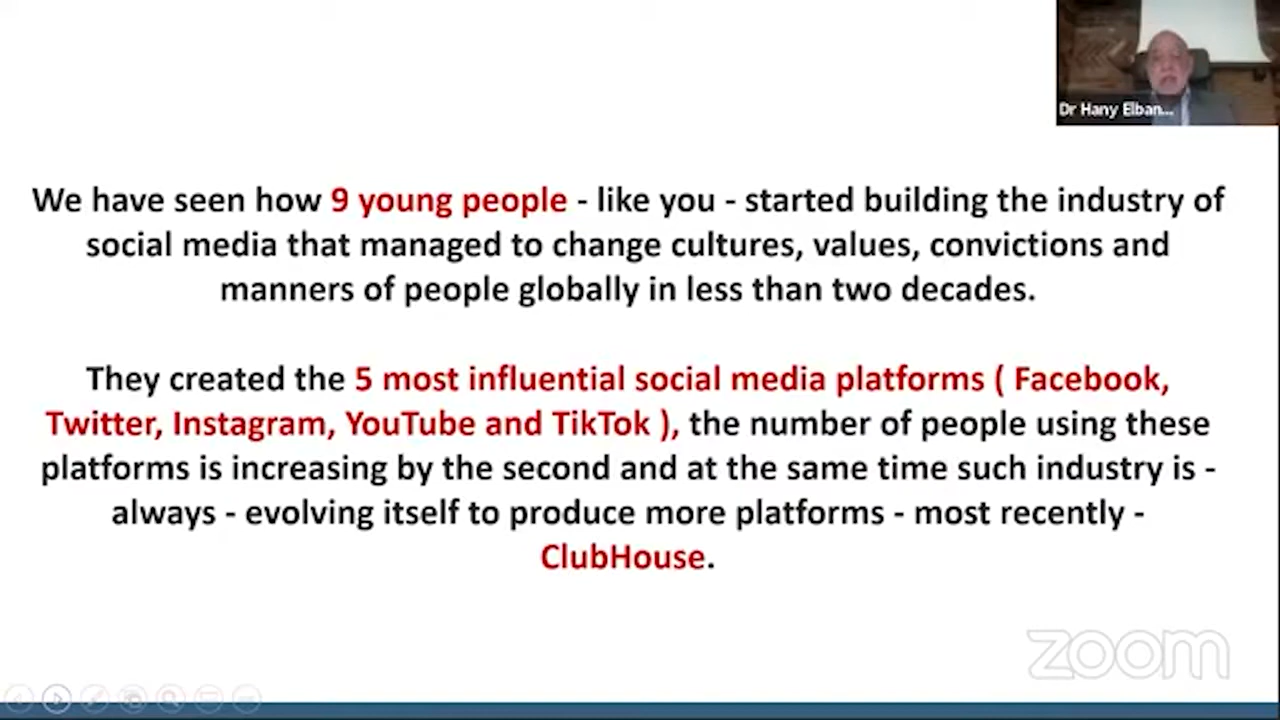 Dr Hany Elban...
We have seen how 9 young people - like you - started building the industry of
social media that managed to change cultures, values, convictions and
manners of people globally in less than two decades.
They created the 5 most influential social media platforms ( Facebook,
Twitter, Instagram, YouTube and TikTok ), the number of people using these
platforms is increasing by the second and at the same time such industry is -
always - evolving itself to produce more platforms - most recently -
ClubHouse.
zoom